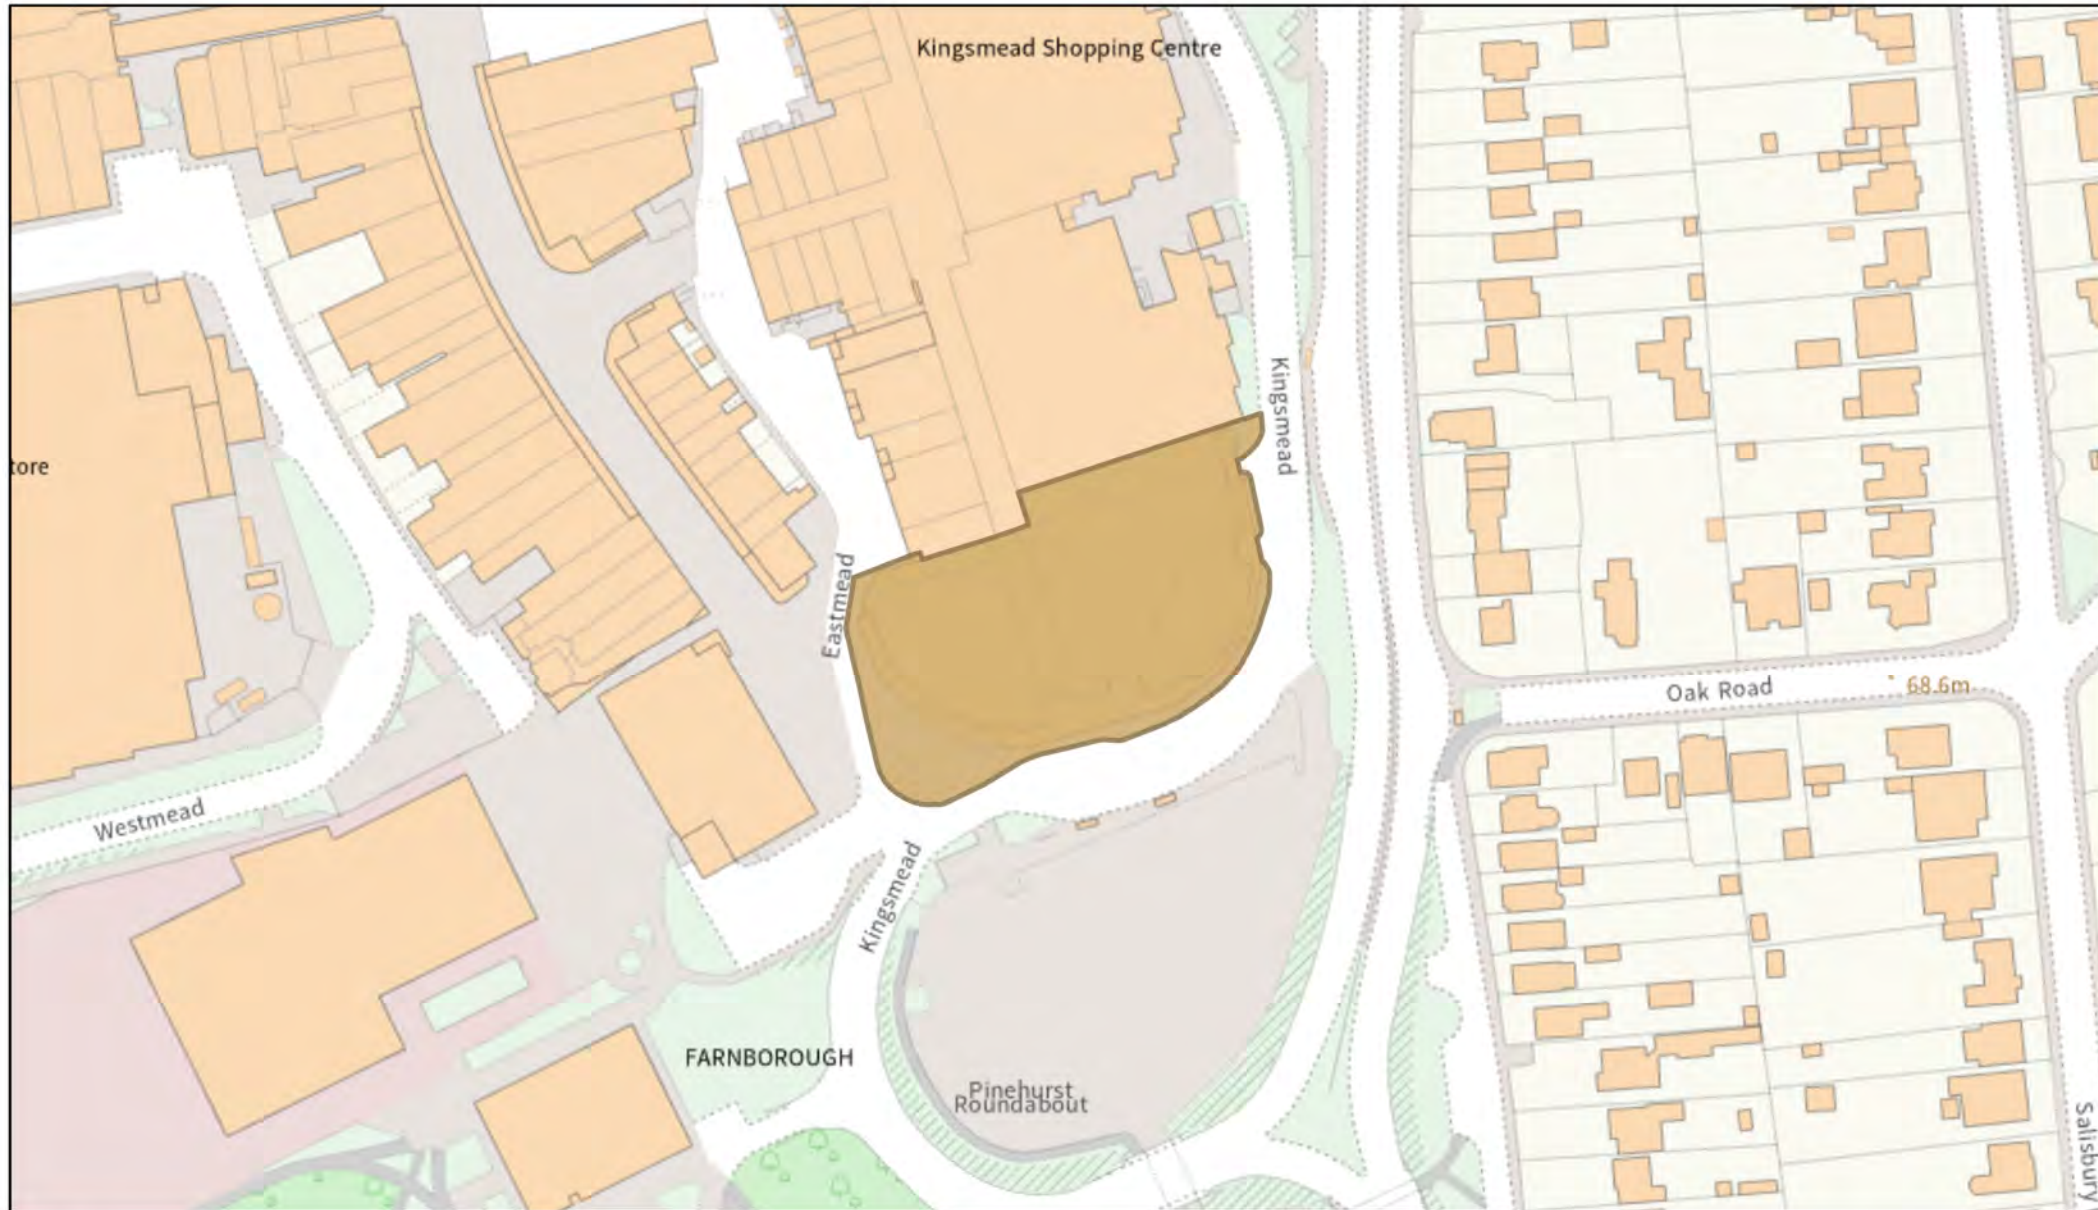 Kingsmead Shopping Centre
Kingsmead
tore
Eastmead
Oak Road
68.6m
Westmead
Kingsmead
FARNBOROUGH
Pinehurst
Roundabout
Salisbury